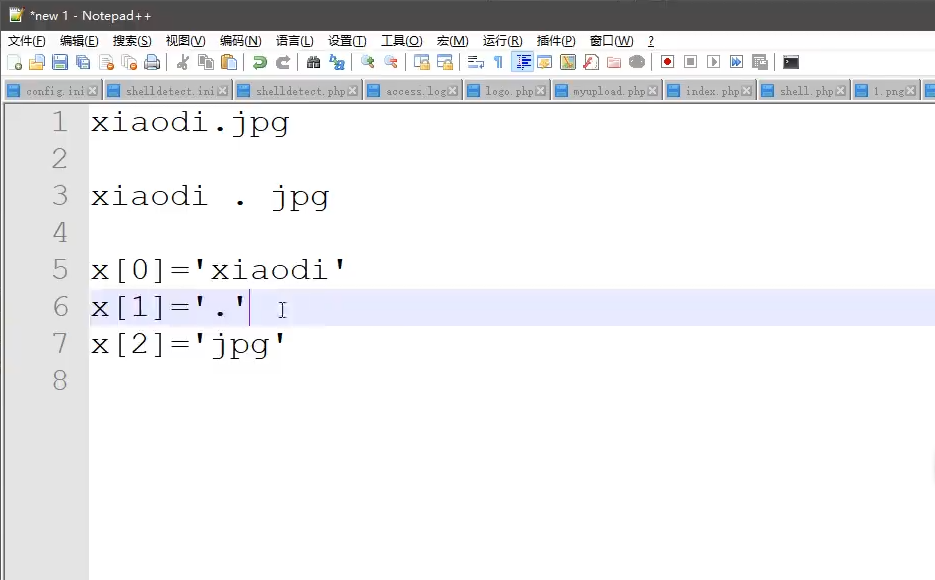 *new 1 - Notepad++
文件(F) 编辑(E) 搜索(S) 视图(V) 编码(N) 语言(L) 设置(T) 工具(O) 宏(M) 运行(R) 插件(P) 窗口(W) ?
config.ini shelldetect.ini shelldetect.php access.log logo.php myupload.php index.php shell.php 1.png
1 xiaodi.jpg
2
3 xiaodi . jpg
4
5 x[0]='xiaodi'
6 x[1]='.'
7 x[2]='jpg'
8